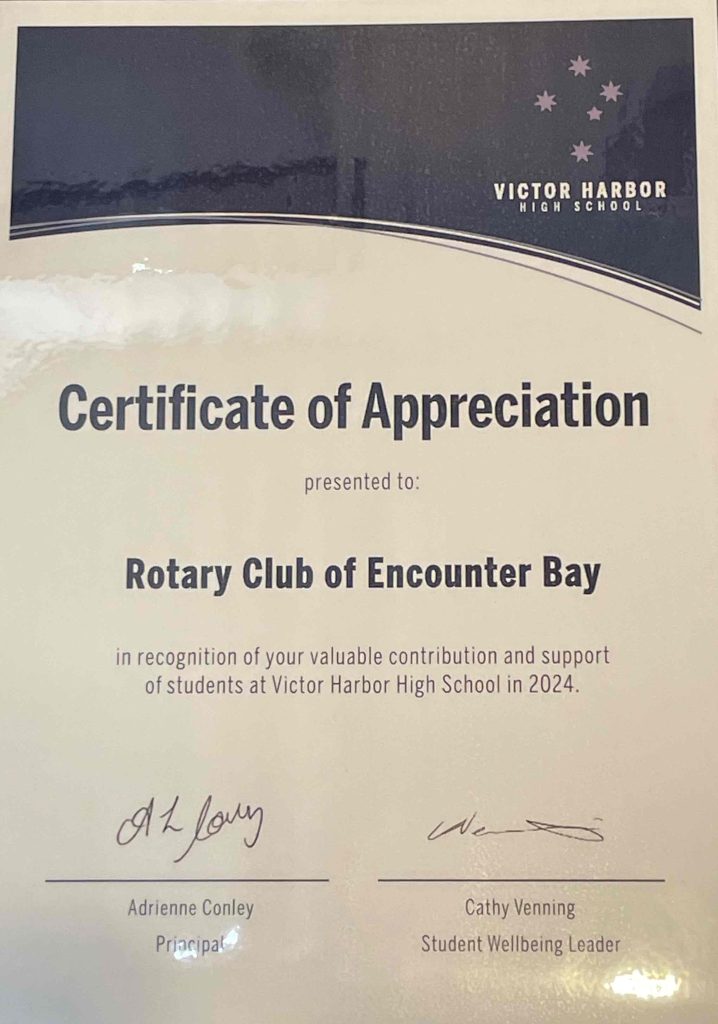 VICTOR HARBOR
HIGH SCHOOL
Certificate of Appreciation
presented to:
Rotary Club of Encounter Bay
in recognition of your valuable contribution and support
of students at Victor Harbor High School in 2024.
Adrienne Conley
Cathy Venning
Principal
Student Wellbeing Leader